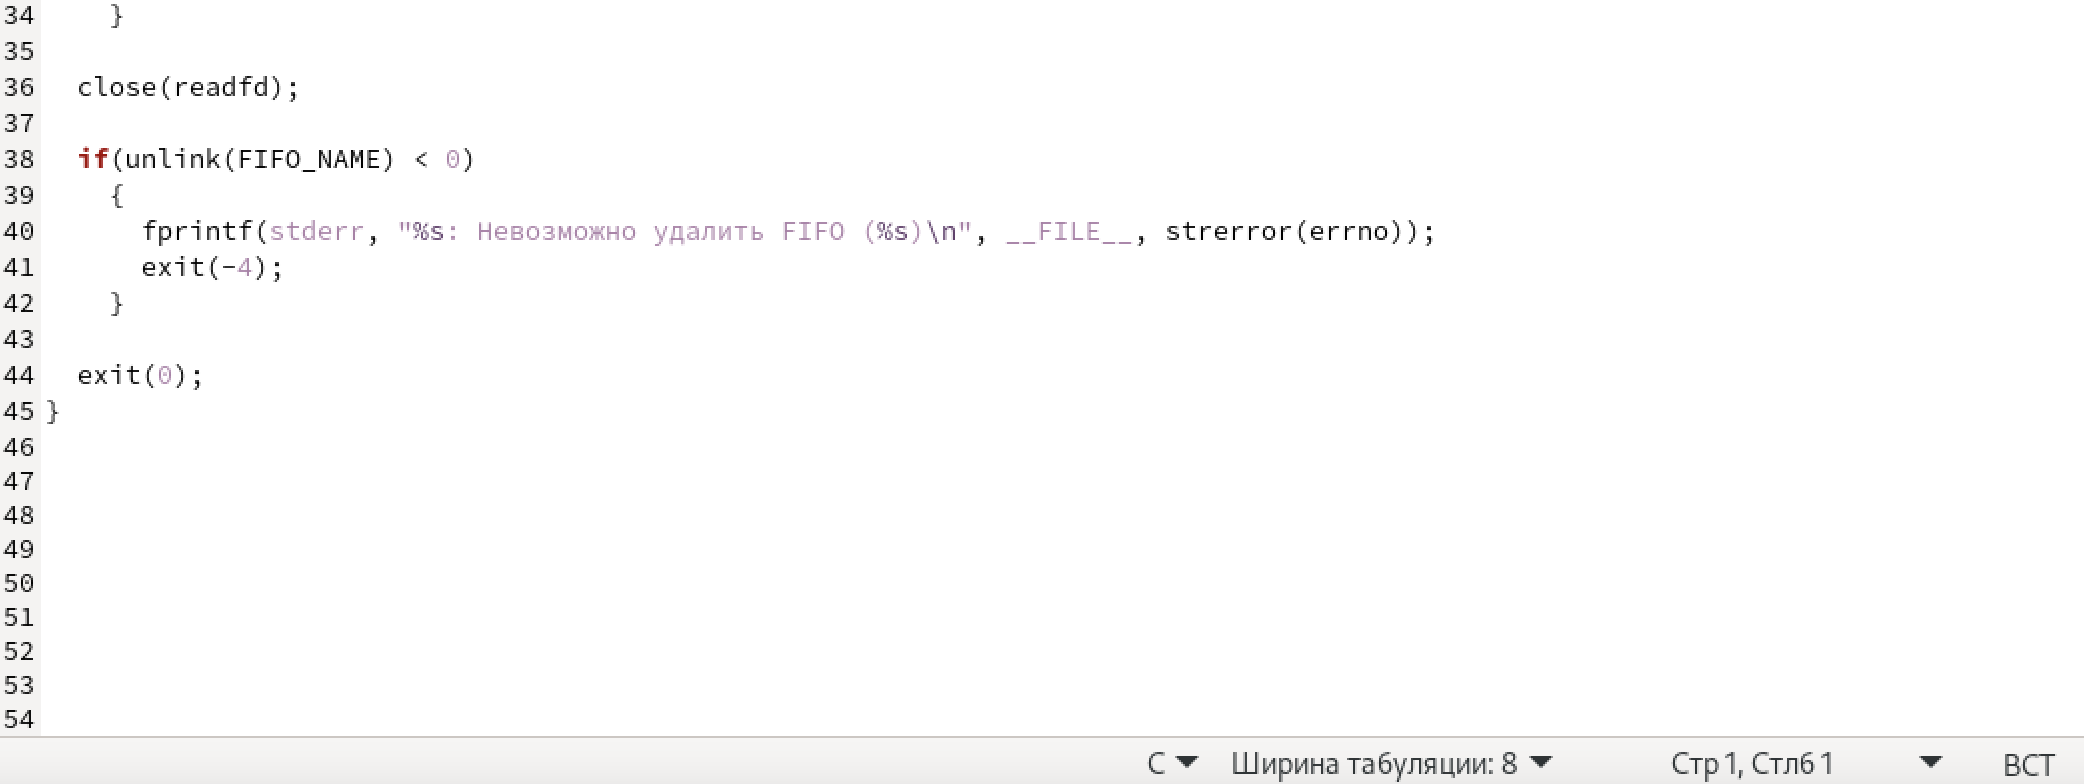 34 }
35
36 close(readfd);
37
38 if(unlink(FIFO_NAME) < 0)
39 {
40 fprintf(stderr, "%s: Невозможно удалить FIFO (%s)\n", __FILE__, strerror(errno));
41 exit(-4);
42 }
43
44 exit(0);
45 }
46
47
48
49
50
51
52
53
54
C Ширина табуляции: 8 Стр 1, Стлб 1 ВСТ